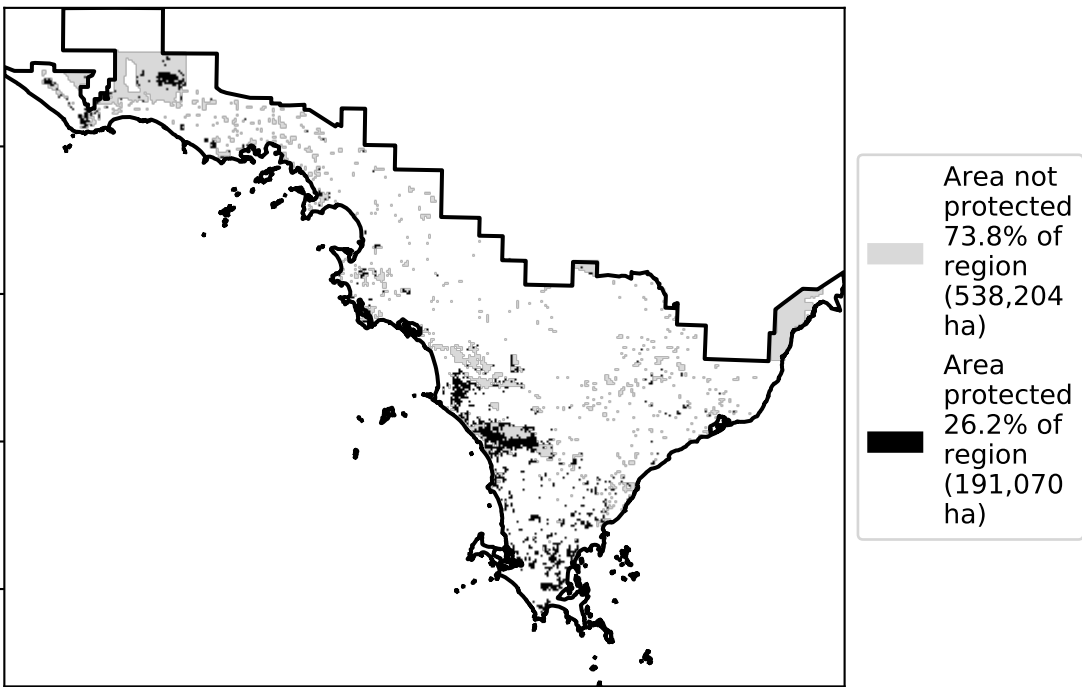 Area not
protected
73.8% of
region
(538,204
ha)
Area
protected
26.2% of
region
(191,070
ha)